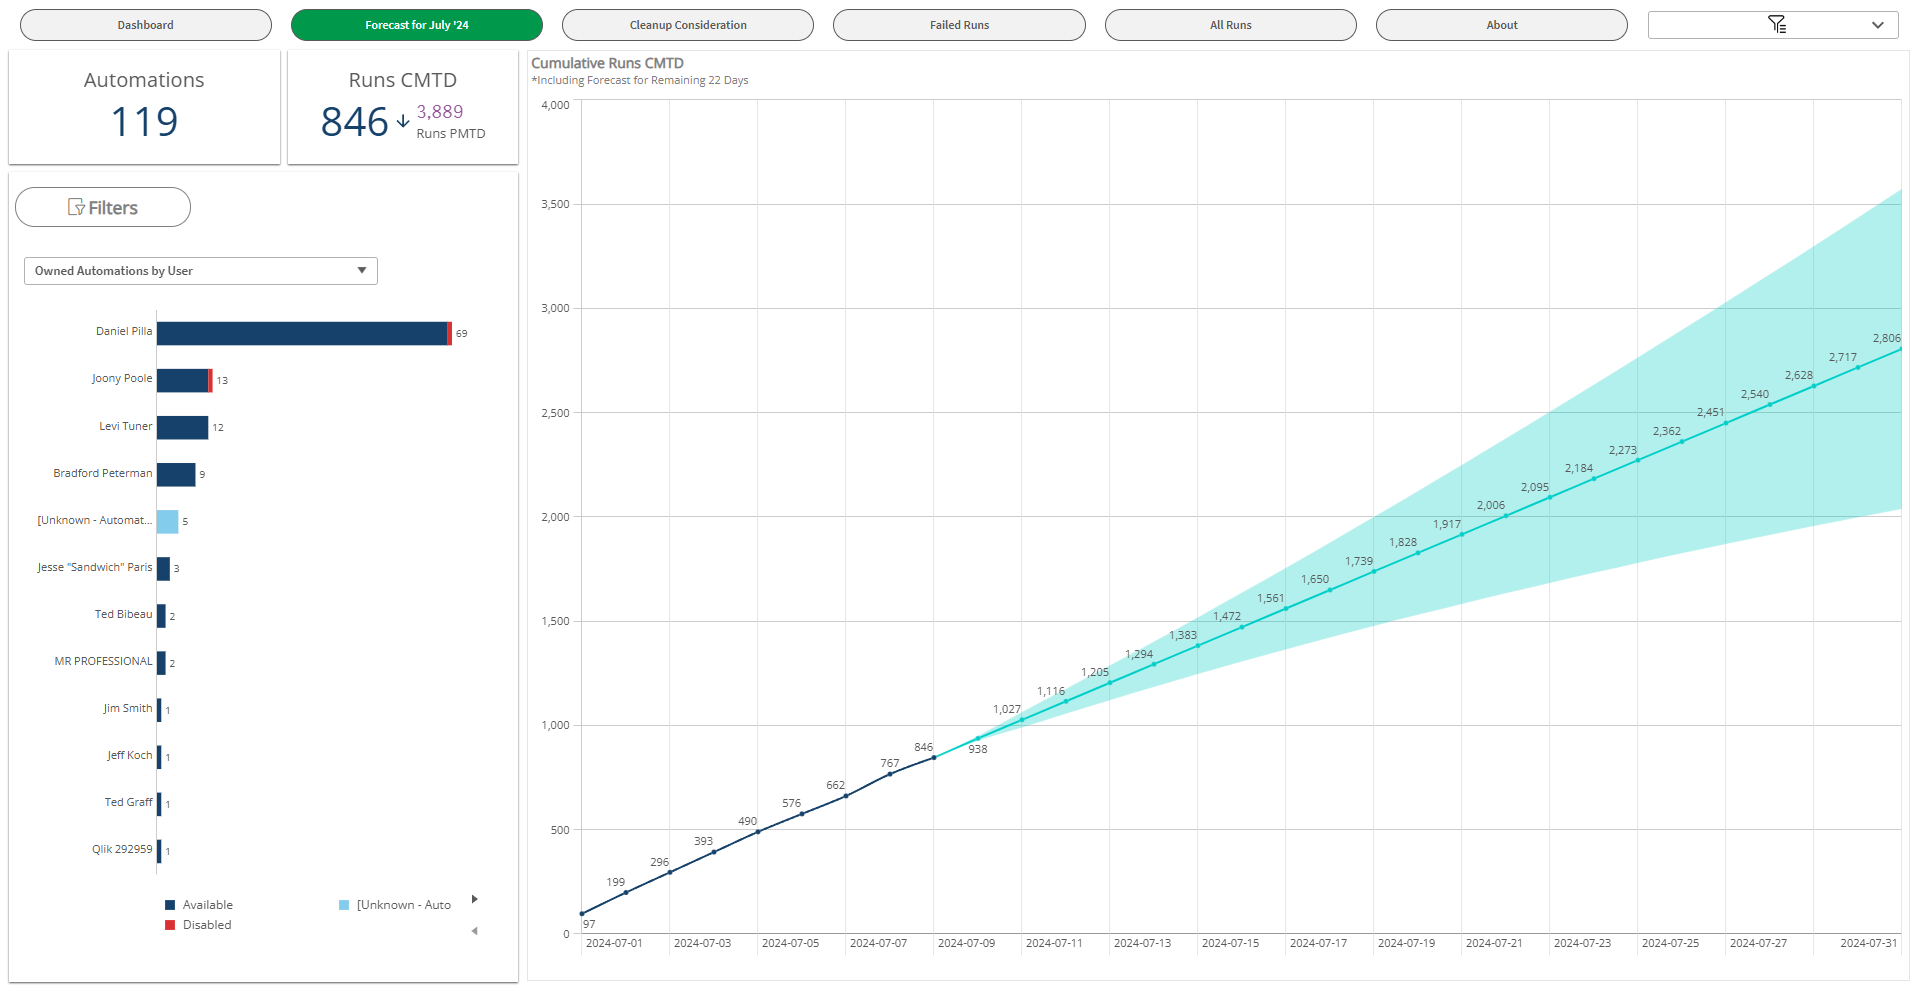 Dashboard
Forecast for July '24
Cleanup Consideration
Failed Runs
All Runs
About
Automations
119
Runs CMTD
846
3,889
Runs PMTD
Filters
Owned Automations by User
Daniel Pilla
69
Joony Poole
13
Levi Tuner
12
Bradford Peterman
9
[Unknown - Automat...
5
Jesse "Sandwich" Paris
3
Ted Bibeau
2
MR PROFESSIONAL
2
Jim Smith
1
Jeff Koch
1
Ted Graff
1
Qlik 292959
1
Available
[Unknown - Auto
Disabled
Cumulative Runs CMTD
*Including Forecast for Remaining 22 Days
4,000
3,500
3,000
2,500
2,000
1,500
1,000
500
0
97
199
296
393
490
576
662
767
846
938
1,027
1,116
1,205
1,294
1,383
1,472
1,561
1,650
1,739
1,828
1,917
2,006
2,095
2,184
2,273
2,362
2,451
2,540
2,628
2,717
2,806
2024-07-01
2024-07-03
2024-07-05
2024-07-07
2024-07-09
2024-07-11
2024-07-13
2024-07-15
2024-07-17
2024-07-19
2024-07-21
2024-07-23
2024-07-25
2024-07-27
2024-07-31